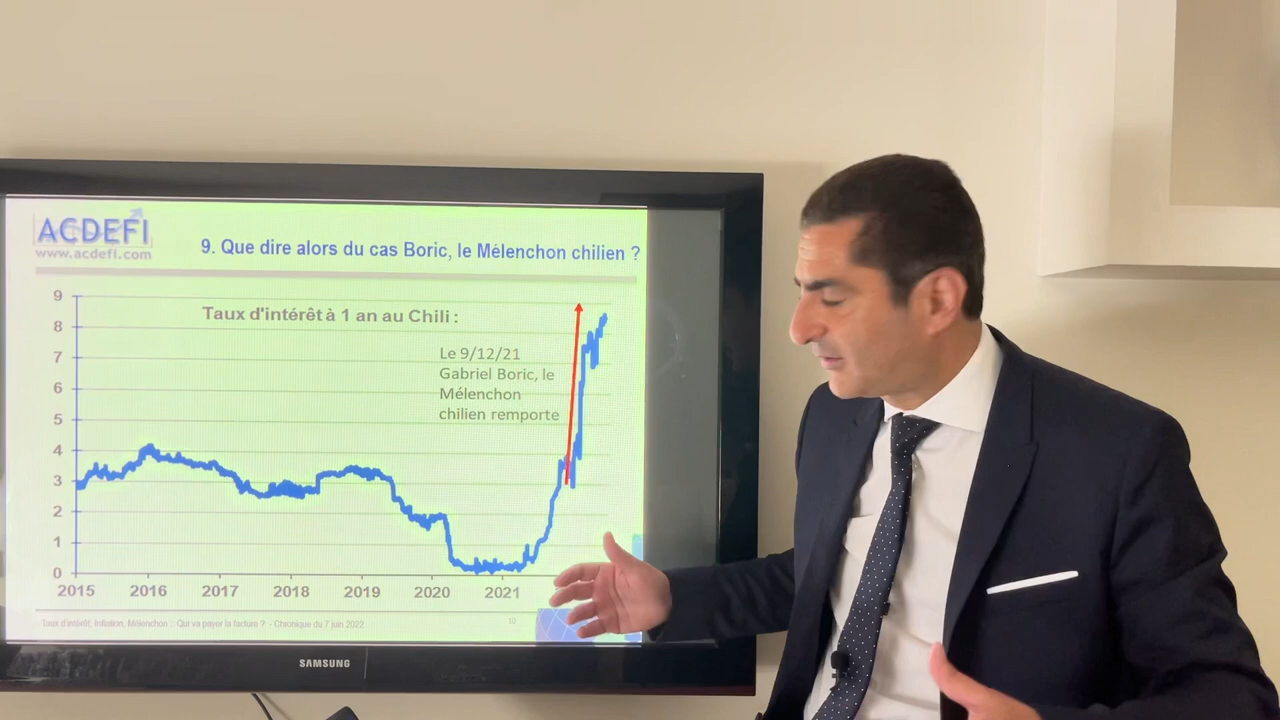 ACDEFI
www.acdefi.com
9. Que dire alors du cas Boric, le Mélenchon chilien ?
Taux d'intérêt à 1 an au Chili :
Le 9/12/21
Gabriel Boric, le
Mélenchon
chilien remporte
9
8
7
6
5
4
3
2
1
0
2015 2016 2017 2018 2019 2020 2021
Taux d'intérêt, Inflation, Mélenchon : Qui va payer la facture ? - Chronique du 7 juin 2022
10
SAMSUNG